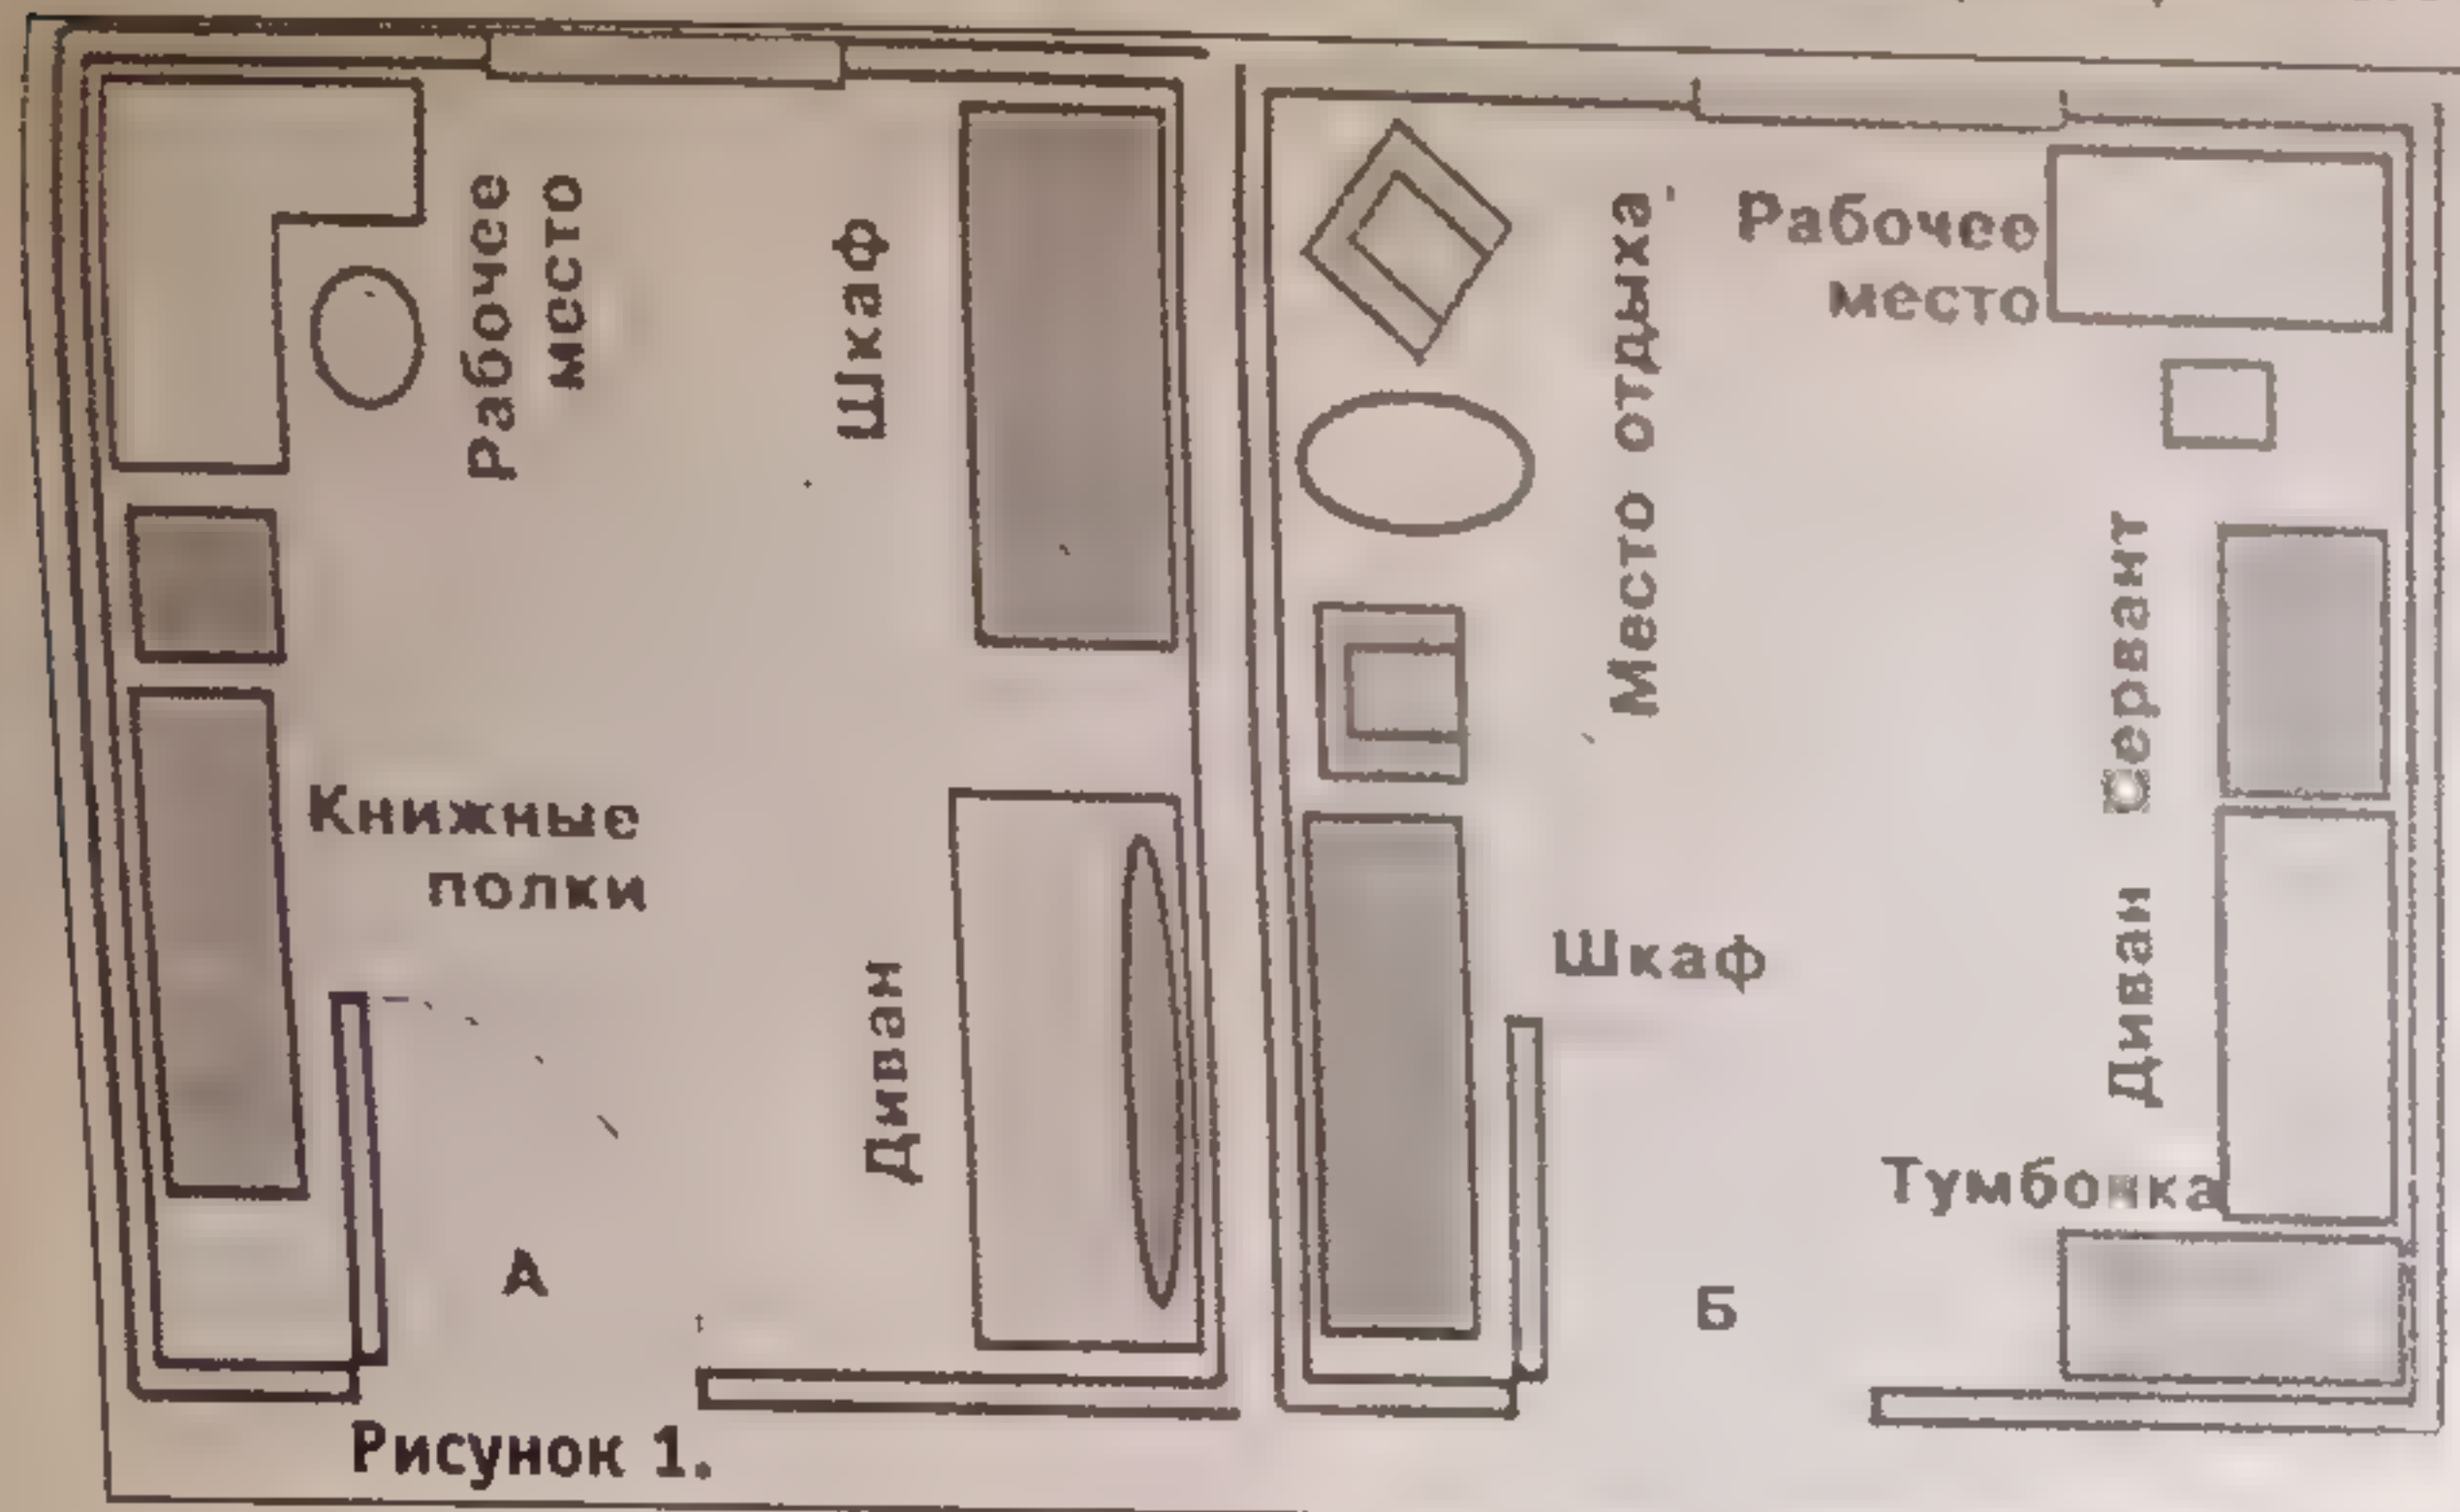 Рабочее
место
Шкаф
Книжные
полки
Диван
А
Место отдыха
Рабочее
место
Сервант
Шкаф
Диван
Тумбочка
Б
Рисунок 1.